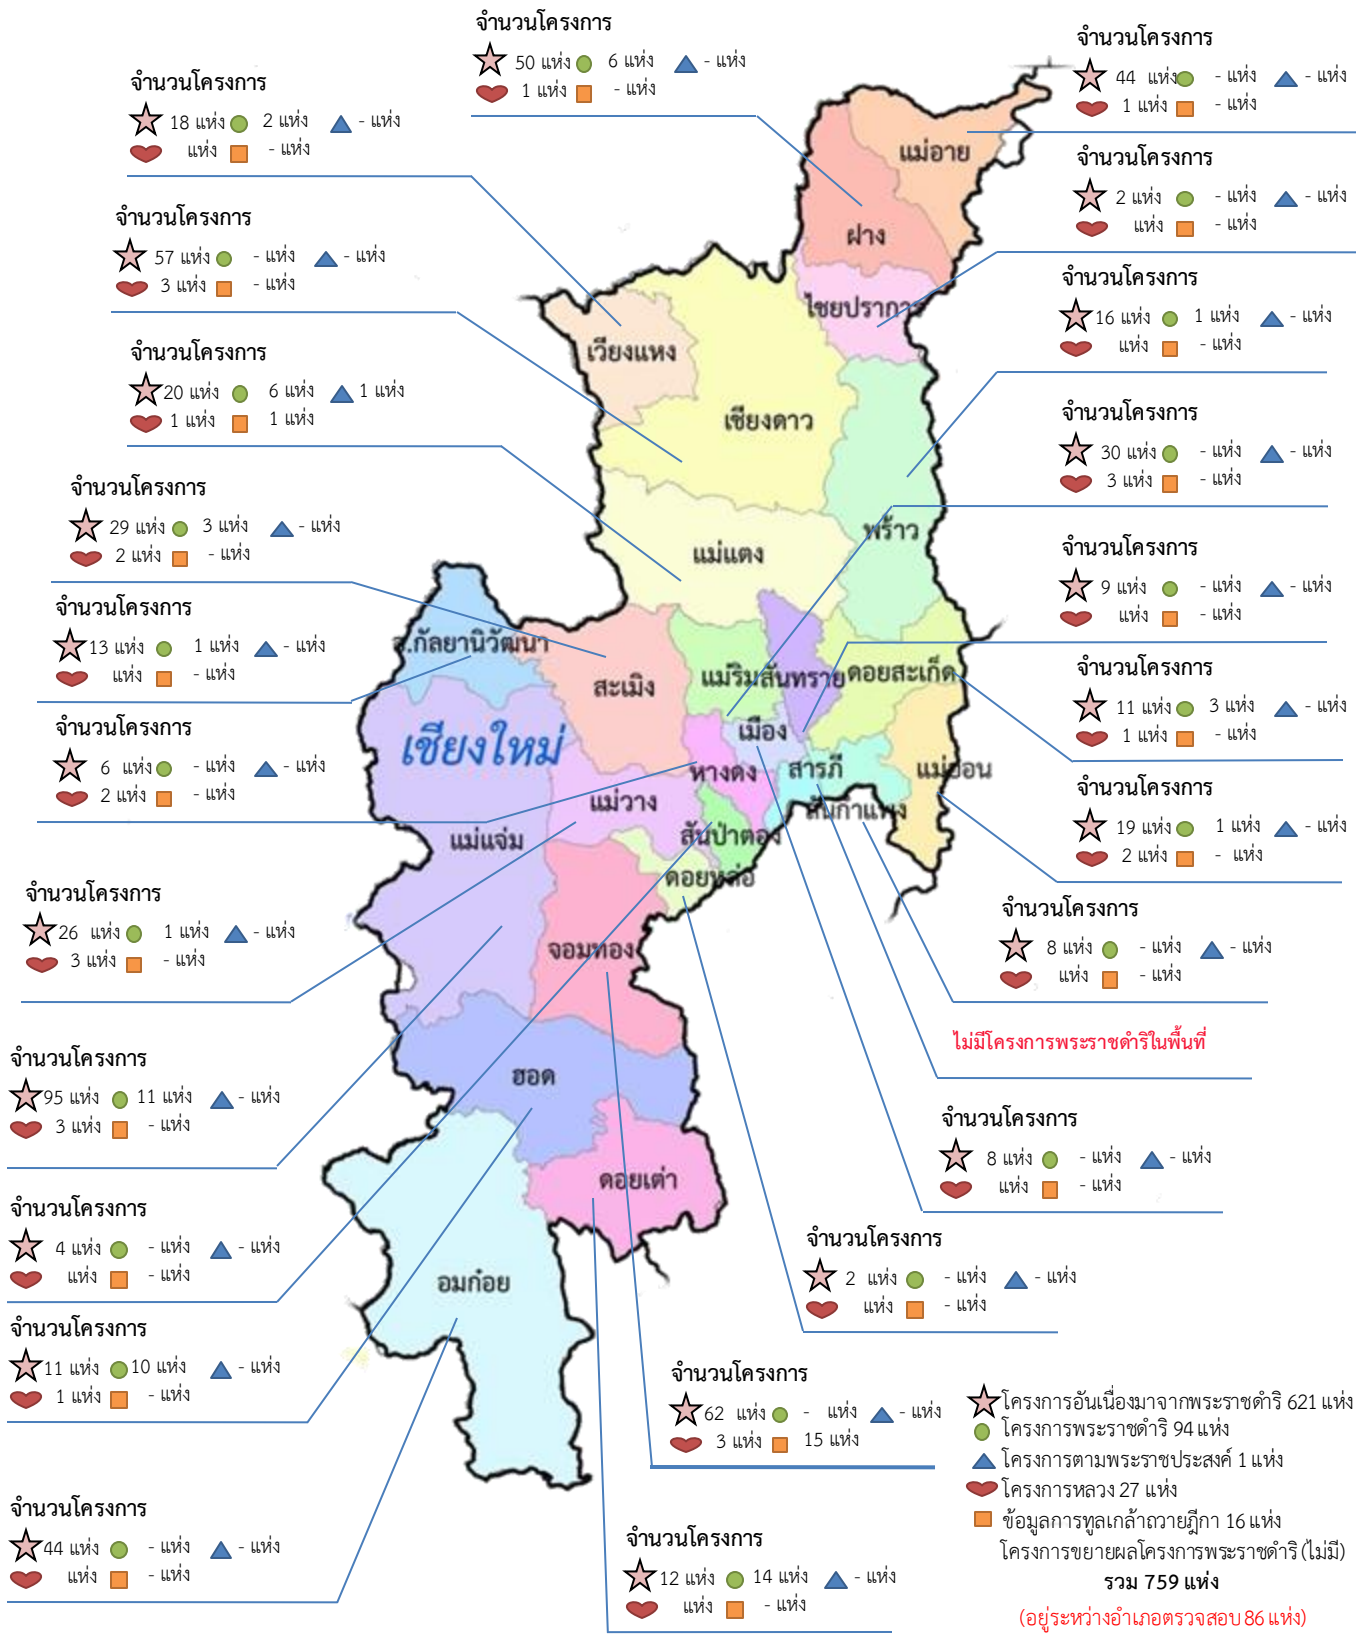 จำนวนโครงการ
50 แห่ง 6 แห่ง - แห่ง
1 แห่ง - แห่ง
จำนวนโครงการ
44 แห่ง - แห่ง - แห่ง
1 แห่ง - แห่ง
จำนวนโครงการ
18 แห่ง 2 แห่ง - แห่ง
แห่ง - แห่ง
จำนวนโครงการ
2 แห่ง - แห่ง - แห่ง
แห่ง - แห่ง
จำนวนโครงการ
57 แห่ง - แห่ง - แห่ง
3 แห่ง - แห่ง
จำนวนโครงการ
16 แห่ง 1 แห่ง - แห่ง
แห่ง - แห่ง
จำนวนโครงการ
20 แห่ง 6 แห่ง 1 แห่ง
1 แห่ง 1 แห่ง
จำนวนโครงการ
30 แห่ง - แห่ง - แห่ง
3 แห่ง - แห่ง
จำนวนโครงการ
29 แห่ง 3 แห่ง - แห่ง
2 แห่ง - แห่ง
จำนวนโครงการ
9 แห่ง - แห่ง - แห่ง
แห่ง - แห่ง
จำนวนโครงการ
13 แห่ง 1 แห่ง - แห่ง
แห่ง - แห่ง
จำนวนโครงการ
11 แห่ง 3 แห่ง - แห่ง
1 แห่ง - แห่ง
จำนวนโครงการ
6 แห่ง - แห่ง - แห่ง
2 แห่ง - แห่ง
จำนวนโครงการ
19 แห่ง 1 แห่ง - แห่ง
2 แห่ง - แห่ง
แม่อาย
ฝาง
ไชยปราการ
เวียงแหง
เชียงดาว
พร้าว
แม่แตง
อ.กัลยานิวัฒนา
สะเมิง
แม่ริม
สันทราย
ดอยสะเก็ด
เชียงใหม่
เมือง
หางดง
สารภี
แม่ออน
แม่วาง
สันกำแพง
แม่แจ่ม
สันป่าตอง
ดอยหล่อ
จอมทอง
ฮอด
ดอยเต่า
อมก๋อย
จำนวนโครงการ
26 แห่ง 1 แห่ง - แห่ง
3 แห่ง - แห่ง
จำนวนโครงการ
8 แห่ง - แห่ง - แห่ง
แห่ง - แห่ง
ไม่มีโครงการพระราชดำริในพื้นที่
จำนวนโครงการ
95 แห่ง 11 แห่ง - แห่ง
3 แห่ง - แห่ง
จำนวนโครงการ
8 แห่ง - แห่ง - แห่ง
แห่ง - แห่ง
จำนวนโครงการ
4 แห่ง - แห่ง - แห่ง
แห่ง - แห่ง
จำนวนโครงการ
2 แห่ง - แห่ง - แห่ง
แห่ง - แห่ง
จำนวนโครงการ
11 แห่ง 10 แห่ง - แห่ง
1 แห่ง - แห่ง
จำนวนโครงการ
62 แห่ง - แห่ง - แห่ง
3 แห่ง 15 แห่ง
จำนวนโครงการ
44 แห่ง - แห่ง - แห่ง
แห่ง - แห่ง
จำนวนโครงการ
12 แห่ง 14 แห่ง - แห่ง
แห่ง - แห่ง
โครงการอันเนื่องมาจากพระราชดำริ 621 แห่ง
โครงการพระราชดำริ 94 แห่ง
โครงการตามพระราชประสงค์ 1 แห่ง
โครงการหลวง 27 แห่ง
ข้อมูลการทูลเกล้าถวายฎีกา 16 แห่ง
โครงการขยายผลโครงการพระราชดำริ (ไม่มี)
รวม 759 แห่ง
(อยู่ระหว่างอำเภอตรวจสอบ 86 แห่ง)